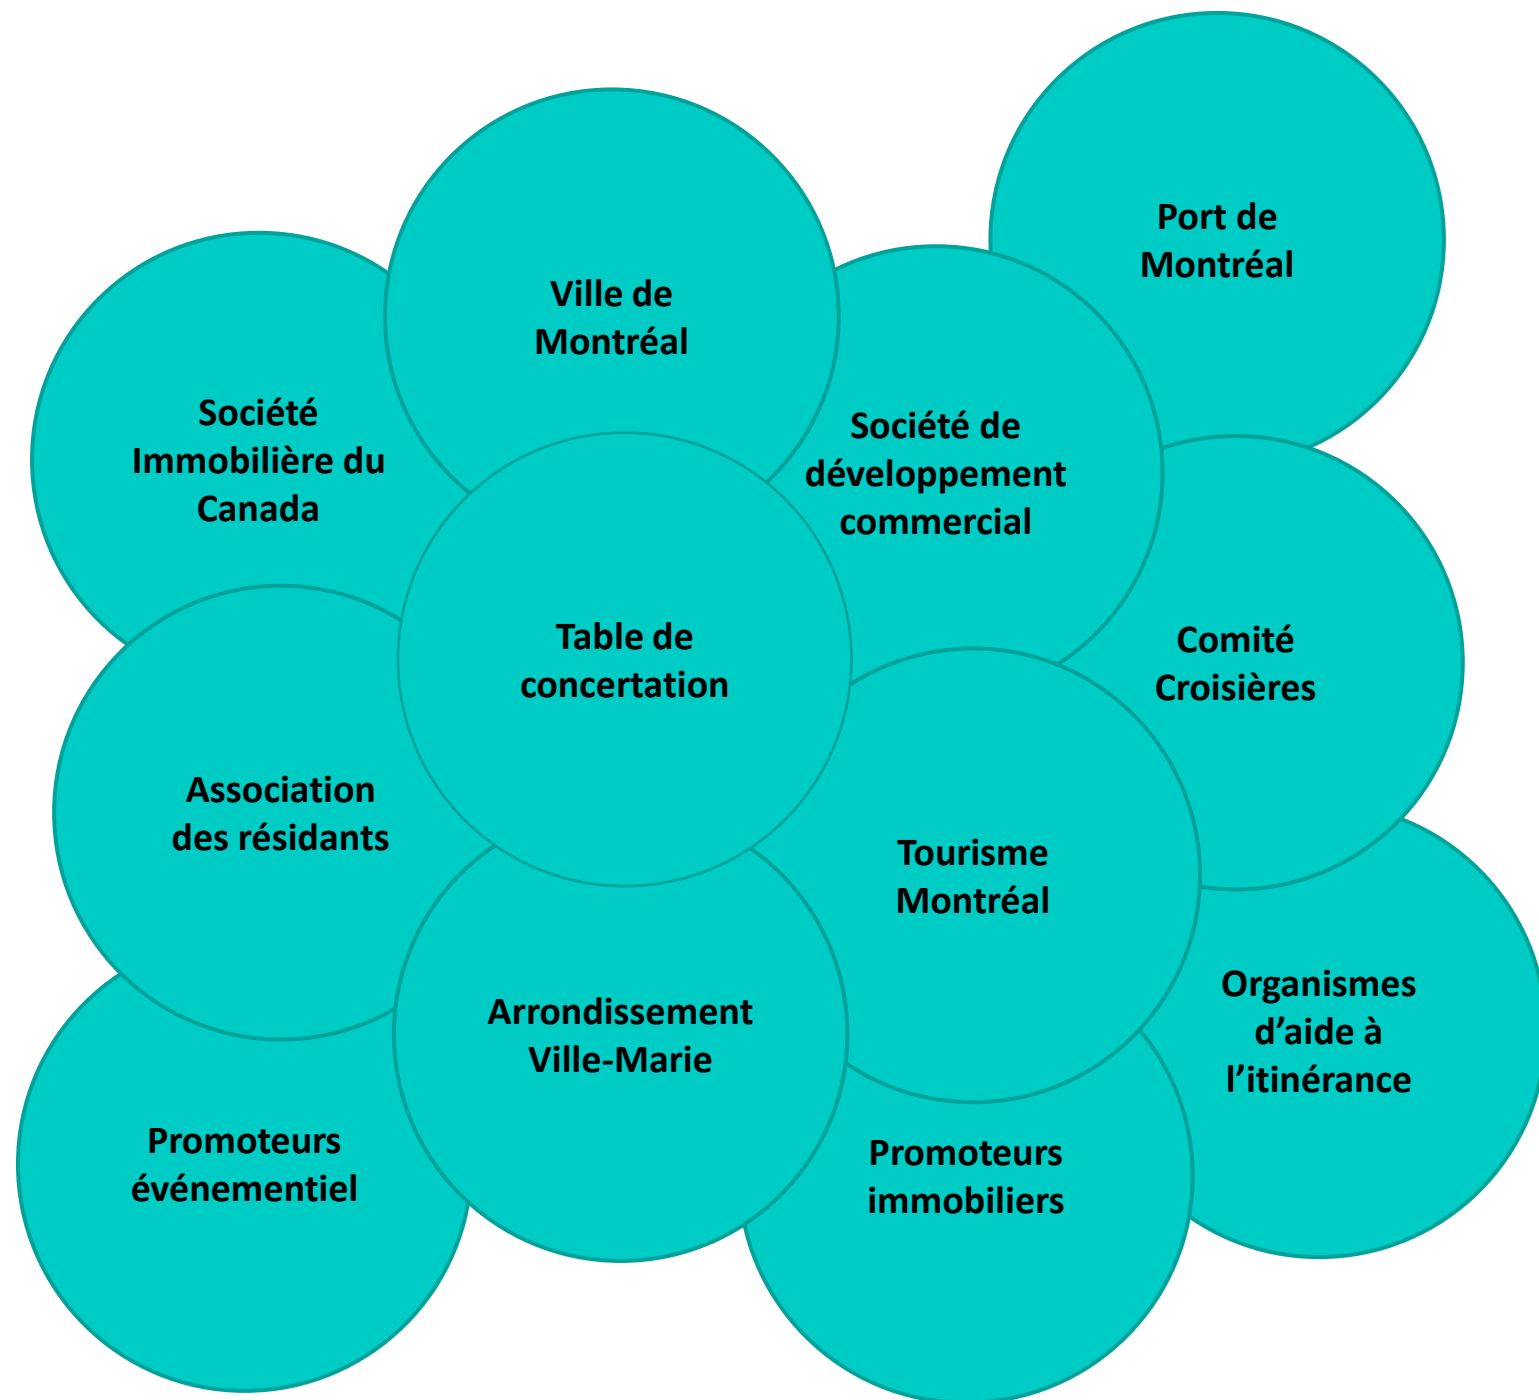 Port de
Montréal
Ville de
Montréal
Société
Immobilière du
Canada
Société de
développement
commercial
Table de
concertation
Comité
Croisières
Association
des résidants
Tourisme
Montréal
Arrondissement
Ville-Marie
Organismes
d’aide à
l’itinérance
Promoteurs
événementiel
Promoteurs
immobiliers